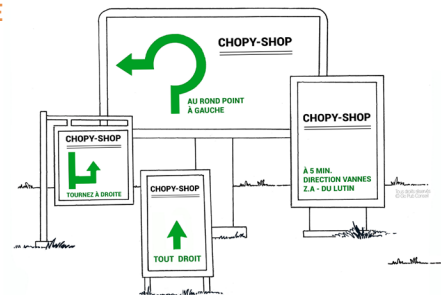 CHOPY-SHOP
AU ROND POINT
À GAUCHE
CHOPY-SHOP
À 5 MIN.
DIRECTION VANNES
Z.A - DU LUTIN
CHOPY-SHOP
TOURNEZ À DROITE
CHOPY-SHOP
TOUT DROIT